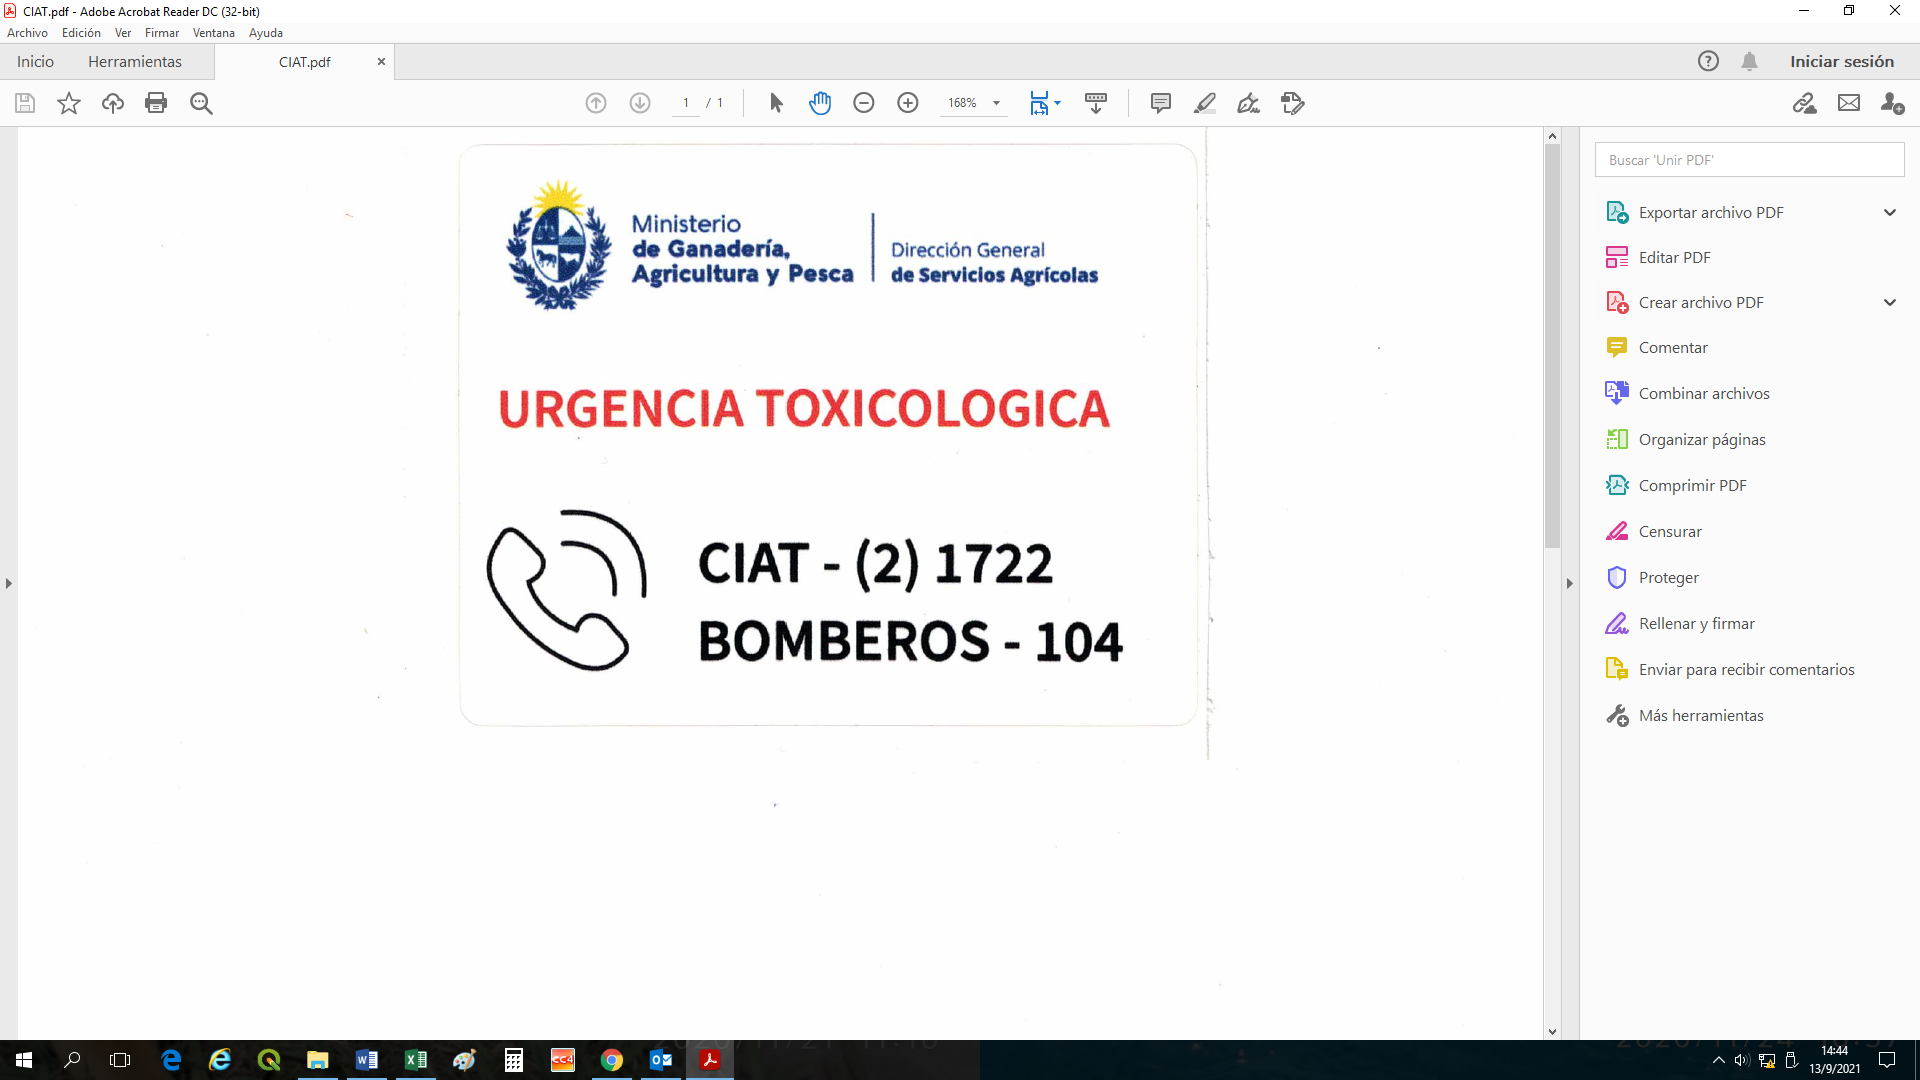 CIAT.pdf - Adobe Acrobat Reader DC (32-bit)
Archivo Edición Ver Firmar Ventana Ayuda
Inicio Herramientas CIAT.pdf Iniciar sesión
1 / 1 168%
Ministerio
de Ganadería,
Agricultura y Pesca
Dirección General
de Servicios Agrícolas
URGENCIA TOXICOLOGICA
CIAT - (2) 1722
BOMBEROS - 104
Buscar 'Unir PDF'
Exportar archivo PDF
Editar PDF
Crear archivo PDF
Comentar
Combinar archivos
Organizar páginas
Comprimir PDF
Censurar
Proteger
Rellenar y firmar
Enviar para recibir comentarios
Más herramientas
CC4
14:44
13/9/2021